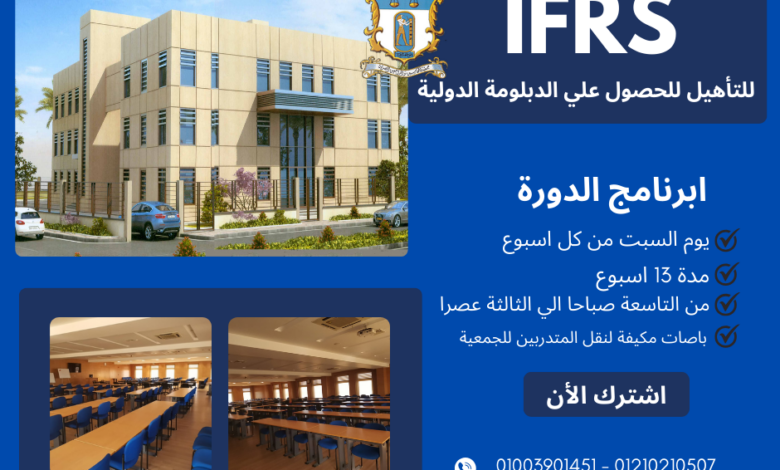 IFRS
للتأهيل للحصول علي الدبلومة الدولية
ابرنامج الدورة
يوم السبت من كل اسبوع
مدة 13 اسبوع
من التاسعة صباحا الي الثالثة عصرا
باصات مكيفة لنقل المتدربين للجمعية
اشترك الأن
01003901451 - 01210210507